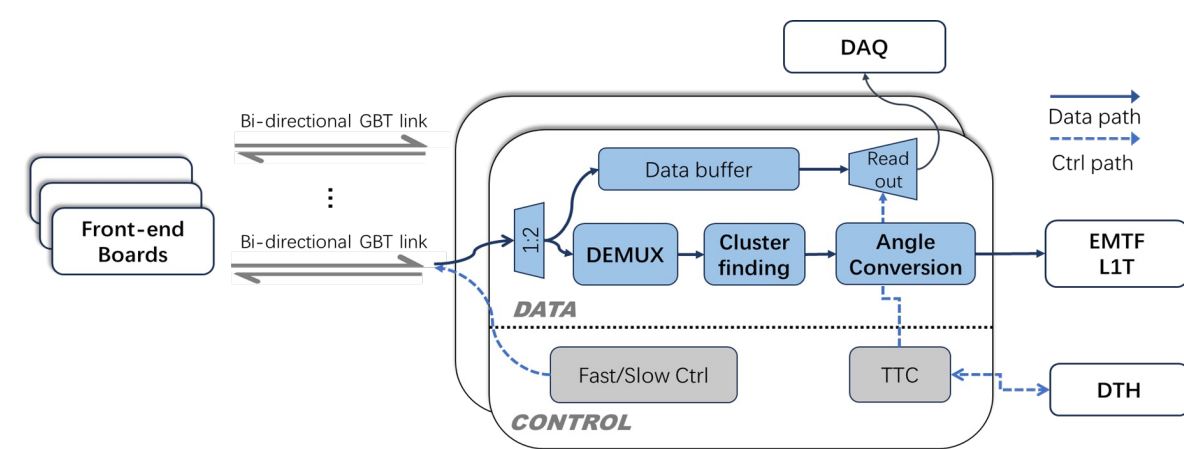 DAQ
Bi-directional GBT link
Data path
Ctrl path
⋮
Front-end
Boards
Bi-directional GBT link
1:2
Data buffer
Read
out
DEMUX
Cluster
finding
Angle
Conversion
EMTF
L1T
DATA
Fast/Slow Ctrl
TTC
DTH
CONTROL